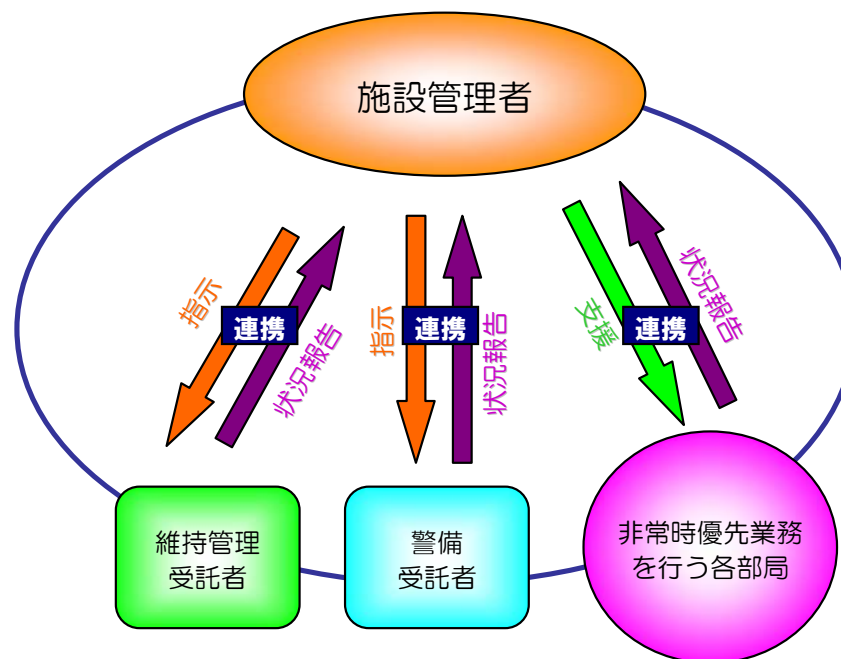 施設管理者
指示
連携
状況報告
指示
連携
状況報告
支援
連携
状況報告
維持管理
受託者
警備
受託者
非常時優先業務
を行う各部局